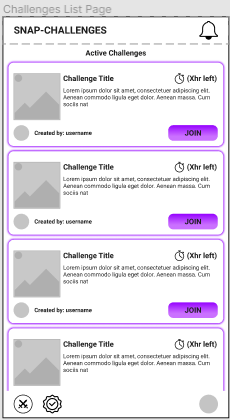 Challenges List Page
SNAP-CHALLENGES
Active Challenges
Challenge Title
(Xhr left)
Lorem ipsum dolor sit amet, consectetuer adipiscing elit.
Aenean commodo ligula eget dolor. Aenean massa. Cum
sociis nat
Created by: username
JOIN
Challenge Title
(Xhr left)
Lorem ipsum dolor sit amet, consectetuer adipiscing elit.
Aenean commodo ligula eget dolor. Aenean massa. Cum
sociis nat
Created by: username
JOIN
Challenge Title
(Xhr left)
Lorem ipsum dolor sit amet, consectetuer adipiscing elit.
Aenean commodo ligula eget dolor. Aenean massa. Cum
sociis nat
Created by: username
JOIN
Challenge Title
(Xhr left)
Lorem ipsum dolor sit amet, consectetuer adipiscing elit.
Aenean commodo ligula eget dolor. Aenean massa. Cum
sociis nat